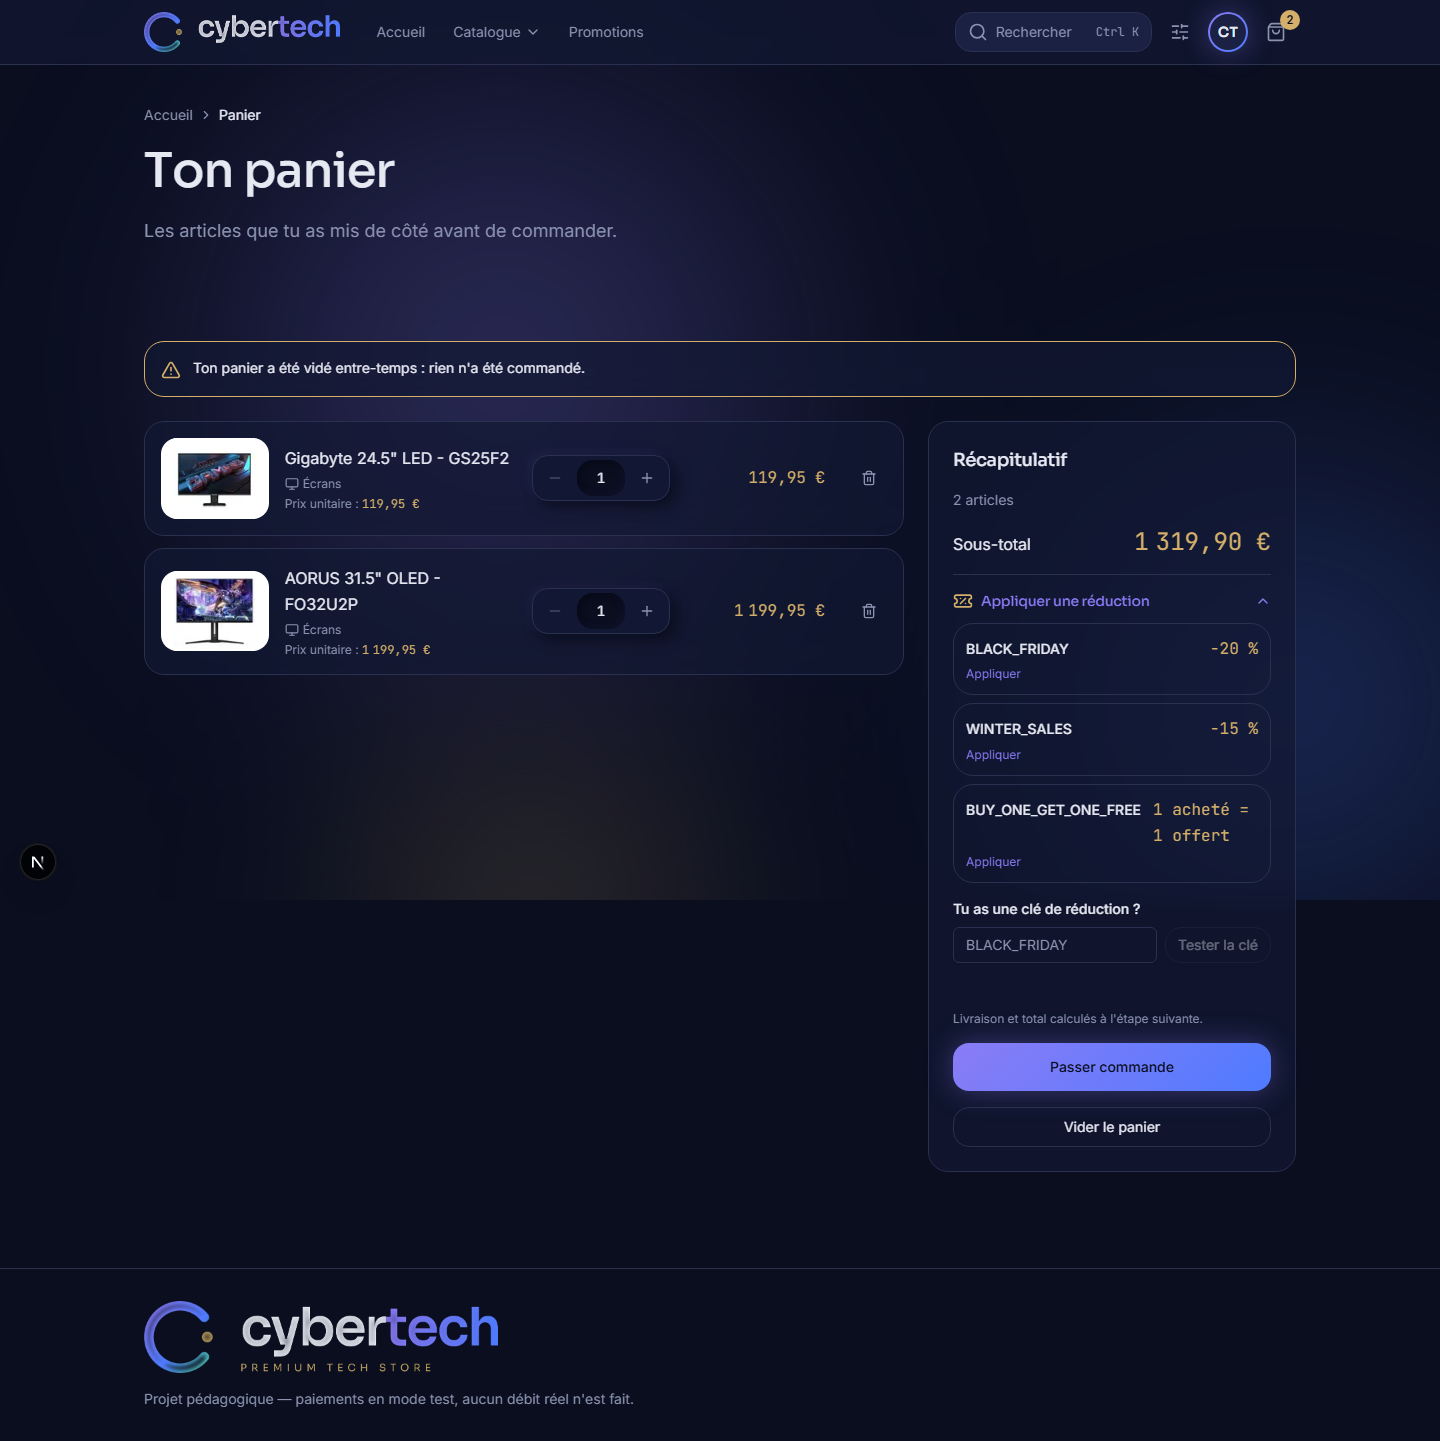 cybertech
Accueil
Catalogue
Promotions
Rechercher
Ctrl K
CT
2
Accueil > Panier
Ton panier
Les articles que tu as mis de côté avant de commander.
Ton panier a été vidé entre-temps : rien n'a été commandé.
Gigabyte 24.5" LED - GS25F2
Écrans
Prix unitaire : 119,95 €
1
119,95 €
AORUS 31.5" OLED -
FO32U2P
Écrans
Prix unitaire : 1 199,95 €
1
1 199,95 €
Récapitulatif
2 articles
Sous-total
1 319,90 €
Appliquer une réduction
BLACK_FRIDAY
-20 %
Appliquer
WINTER_SALES
-15 %
Appliquer
BUY_ONE_GET_ONE_FREE
1 acheté =
1 offert
Appliquer
Tu as une clé de réduction ?
BLACK_FRIDAY
Tester la clé
Livraison et total calculés à l'étape suivante.
Passer commande
Vider le panier
N
cybertech
PREMIUM TECH STORE
Projet pédagogique — paiements en mode test, aucun débit réel n'est fait.